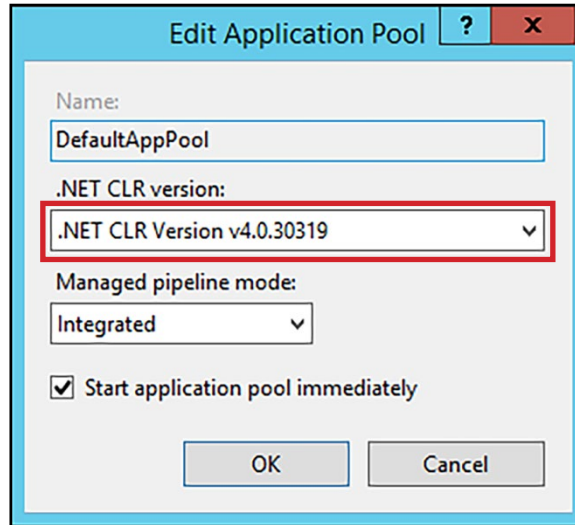 Edit Application Pool ? x
Name:
DefaultAppPool
.NET CLR version:
.NET CLR Version v4.0.30319
Managed pipeline mode:
Integrated
Start application pool immediately
OK Cancel